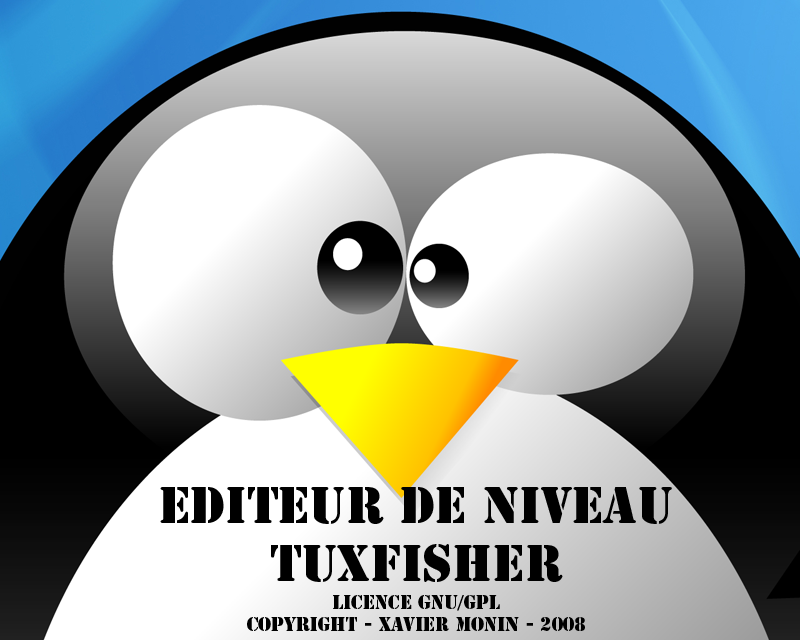 EDITEUR DE NIVEAU
TUXFISHER
LICENCE GNU/GPL
COPYRIGHT - XAVIER MONIN - 2008